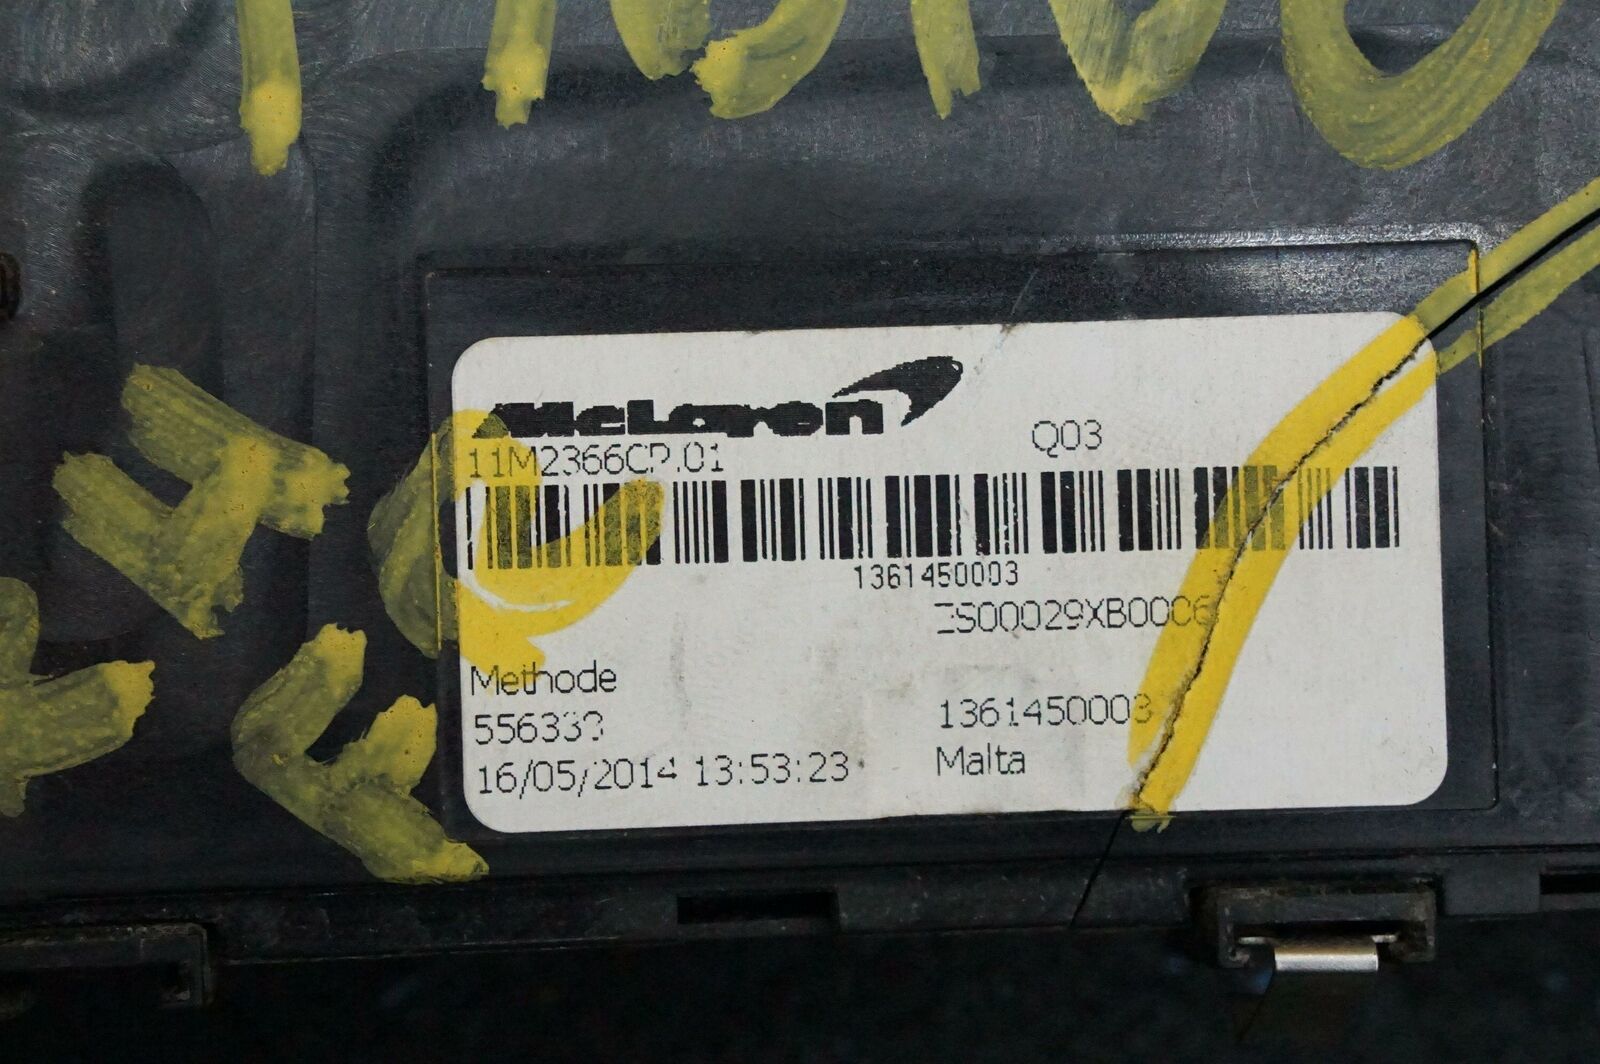 McLaren
11M2366CP.01
Q03
1361450003
Methode
1361450003
16/05/2014 13:53:23
Malta